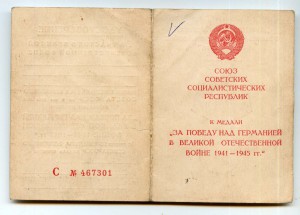 С № 467301
СОЮЗ
СОВЕТСКИХ
СОЦИАЛИСТИЧЕСКИХ
РЕСПУБЛИК
К МЕДАЛИ
"ЗА ПОБЕДУ НАД ГЕРМАНИЕЙ
В ВЕЛИКОЙ ОТЕЧЕСТВЕННОЙ
ВОЙНЕ 1941—1945 гг."